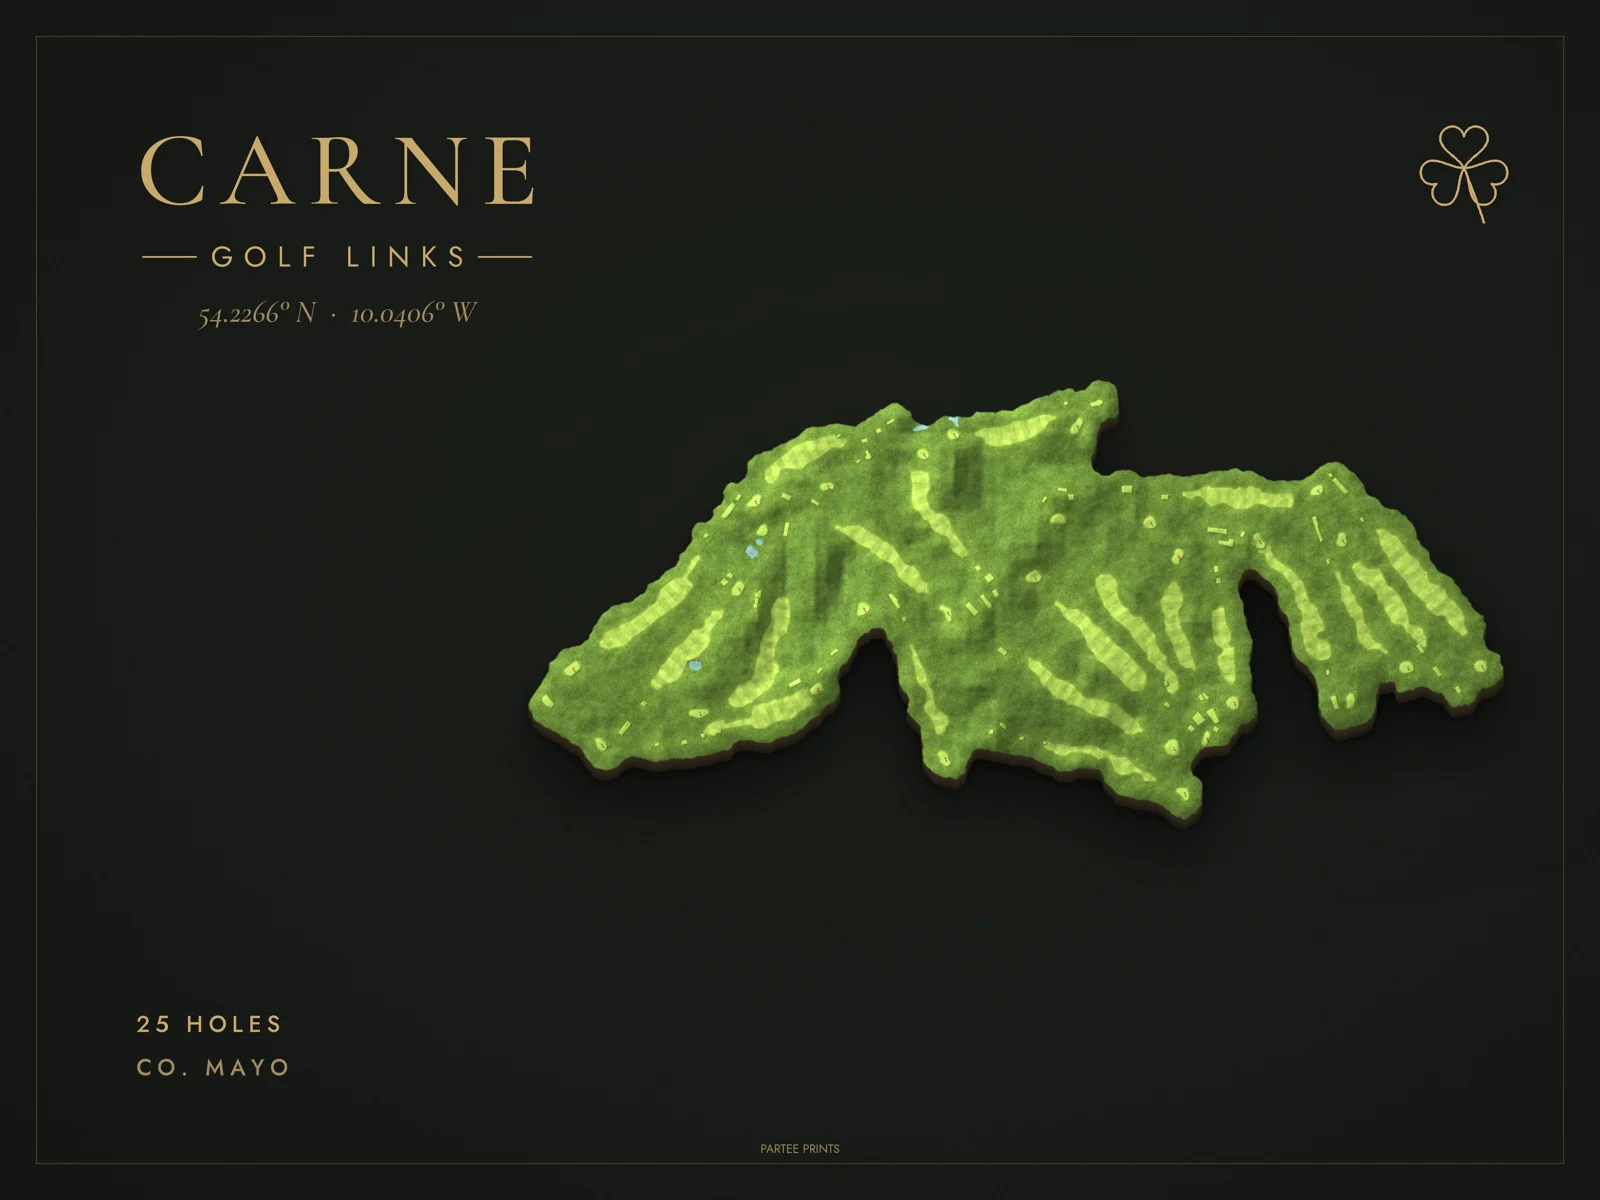 CARNE
GOLF LINKS
54.2266° N · 10.0406° W
25 HOLES
CO. MAYO
PARTEE PRINTS